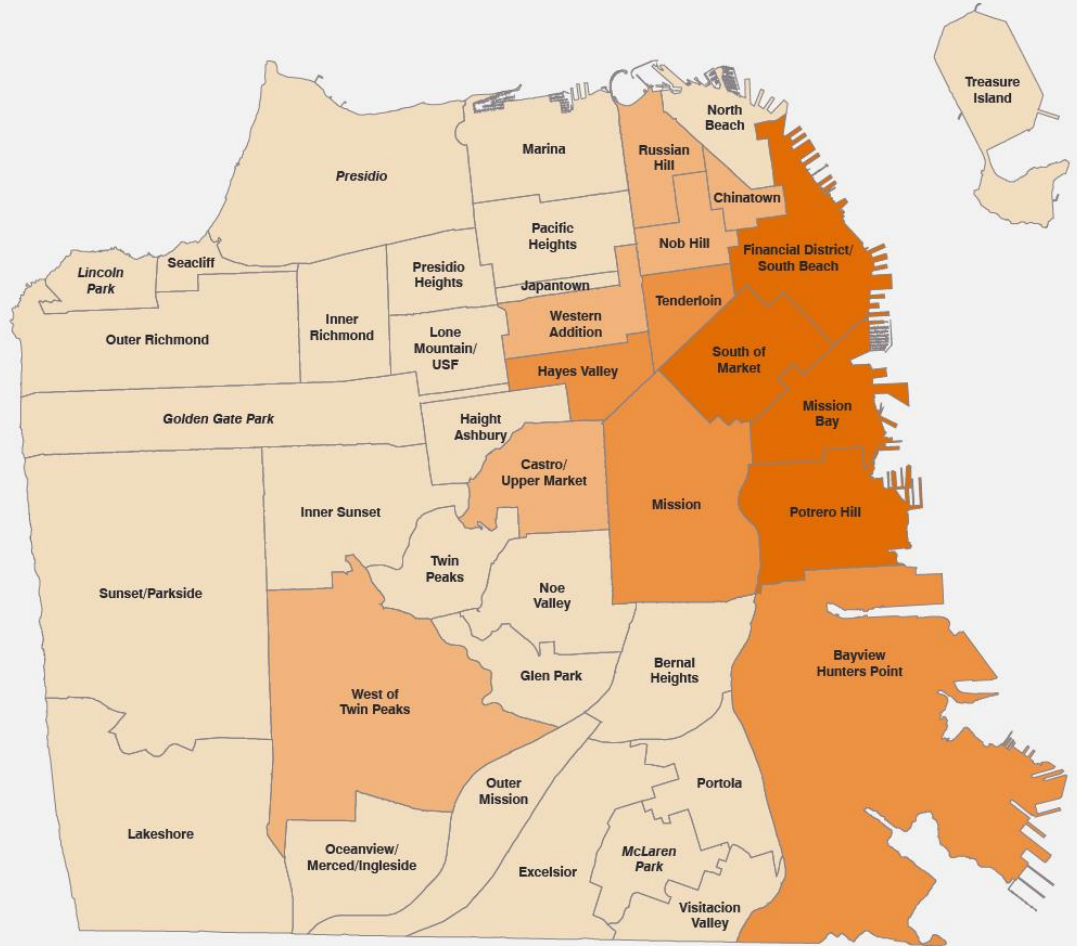 Treasure
Island
North
Beach
Marina
Russian
Hill
Presidio
Chinatown
Pacific
Heights
Nob Hill
Financial District/
South Beach
Seacliff
Lincoln
Park
Presidio
Heights
Japantown
Tenderloin
Western
Addition
Inner
Richmond
Outer Richmond
Lone
Mountain/
USF
South of
Market
Hayes Valley
Mission
Bay
Golden Gate Park
Haight
Ashbury
Castro/
Upper Market
Mission
Potrero Hill
Inner Sunset
Twin
Peaks
Sunset/Parkside
Noe
Valley
Bayview
Hunters Point
Bernal
Heights
Glen Park
West of
Twin Peaks
Outer
Mission
Portola
Lakeshore
Oceanview/
Merced/Ingleside
McLaren
Park
Excelsior
Visitacion
Valley